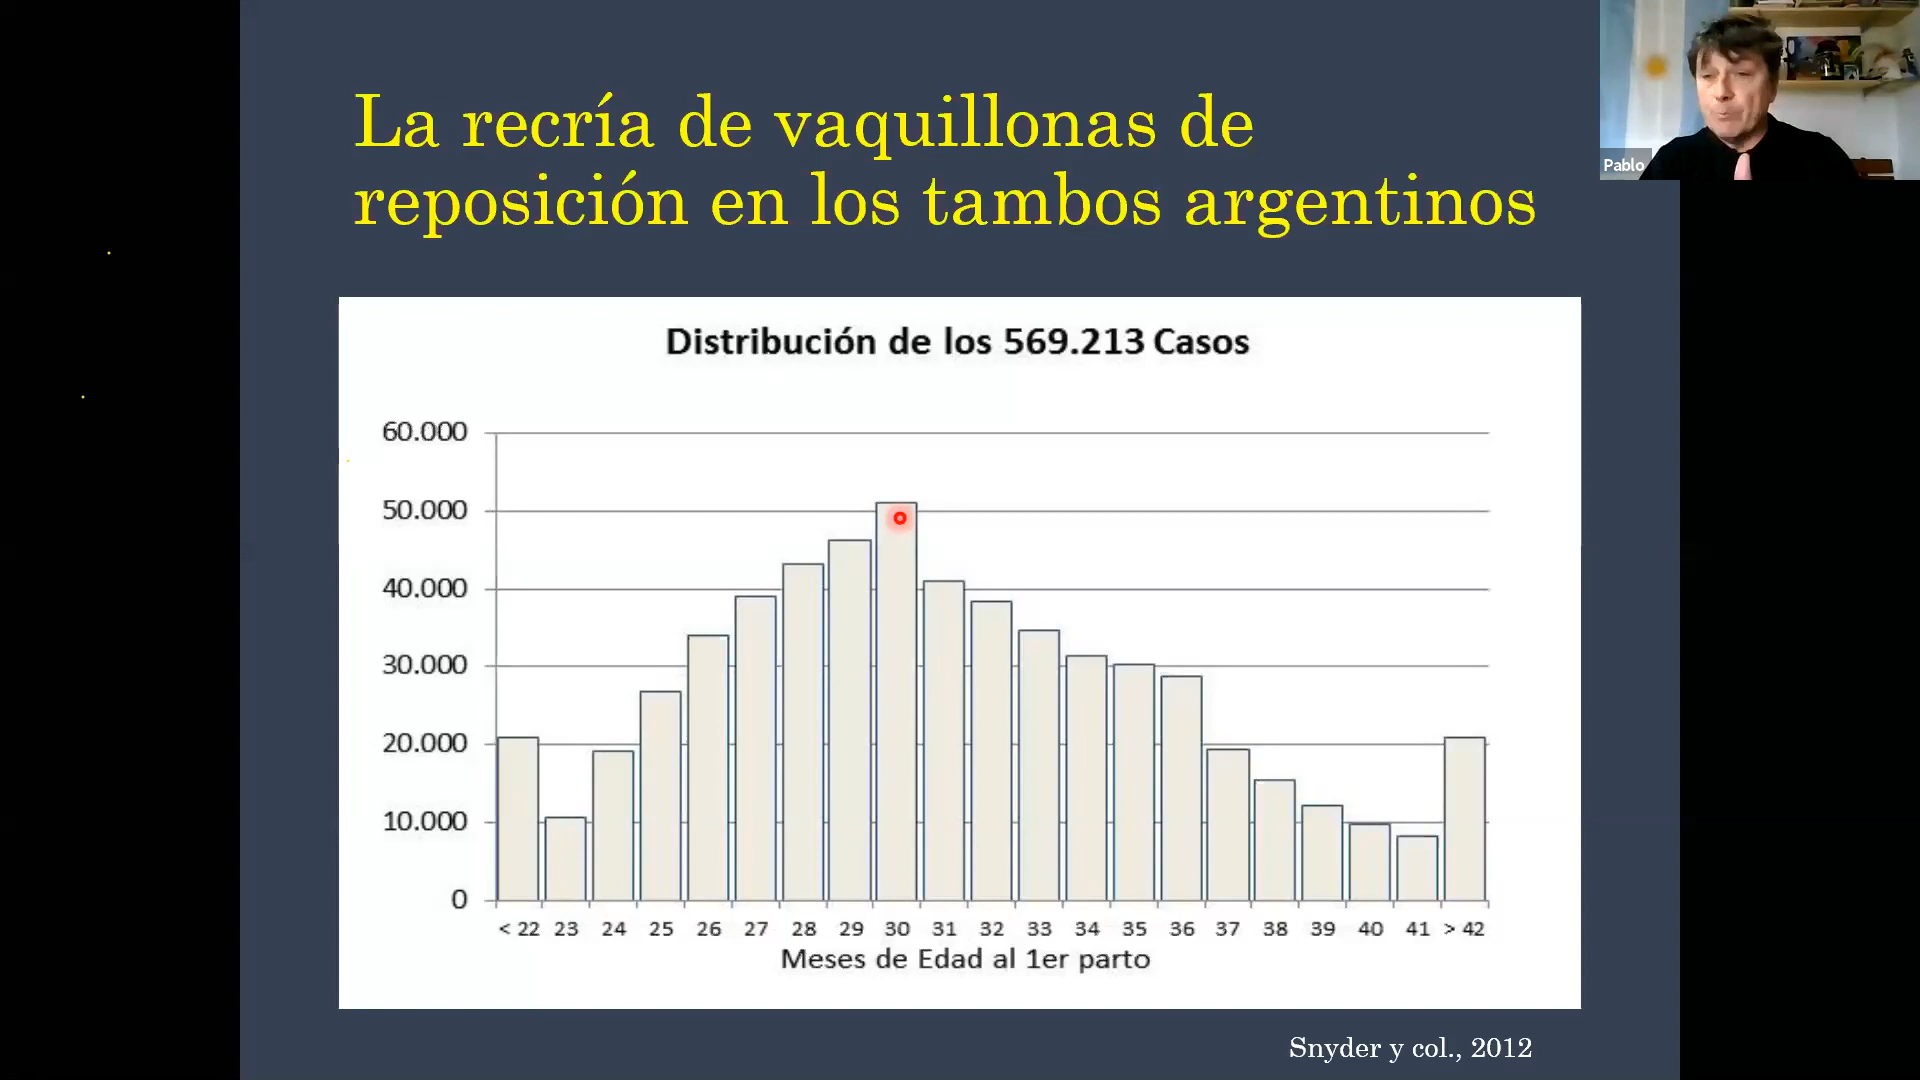 La recría de vaquillonas de
reposición en los tambos argentinos
Pablo
Distribución de los 569.213 Casos
60.000
50.000
40.000
30.000
20.000
10.000
0
< 22 23 24 25 26 27 28 29 30 31 32 33 34 35 36 37 38 39 40 41 > 42
Meses de Edad al 1er parto
Snyder y col., 2012